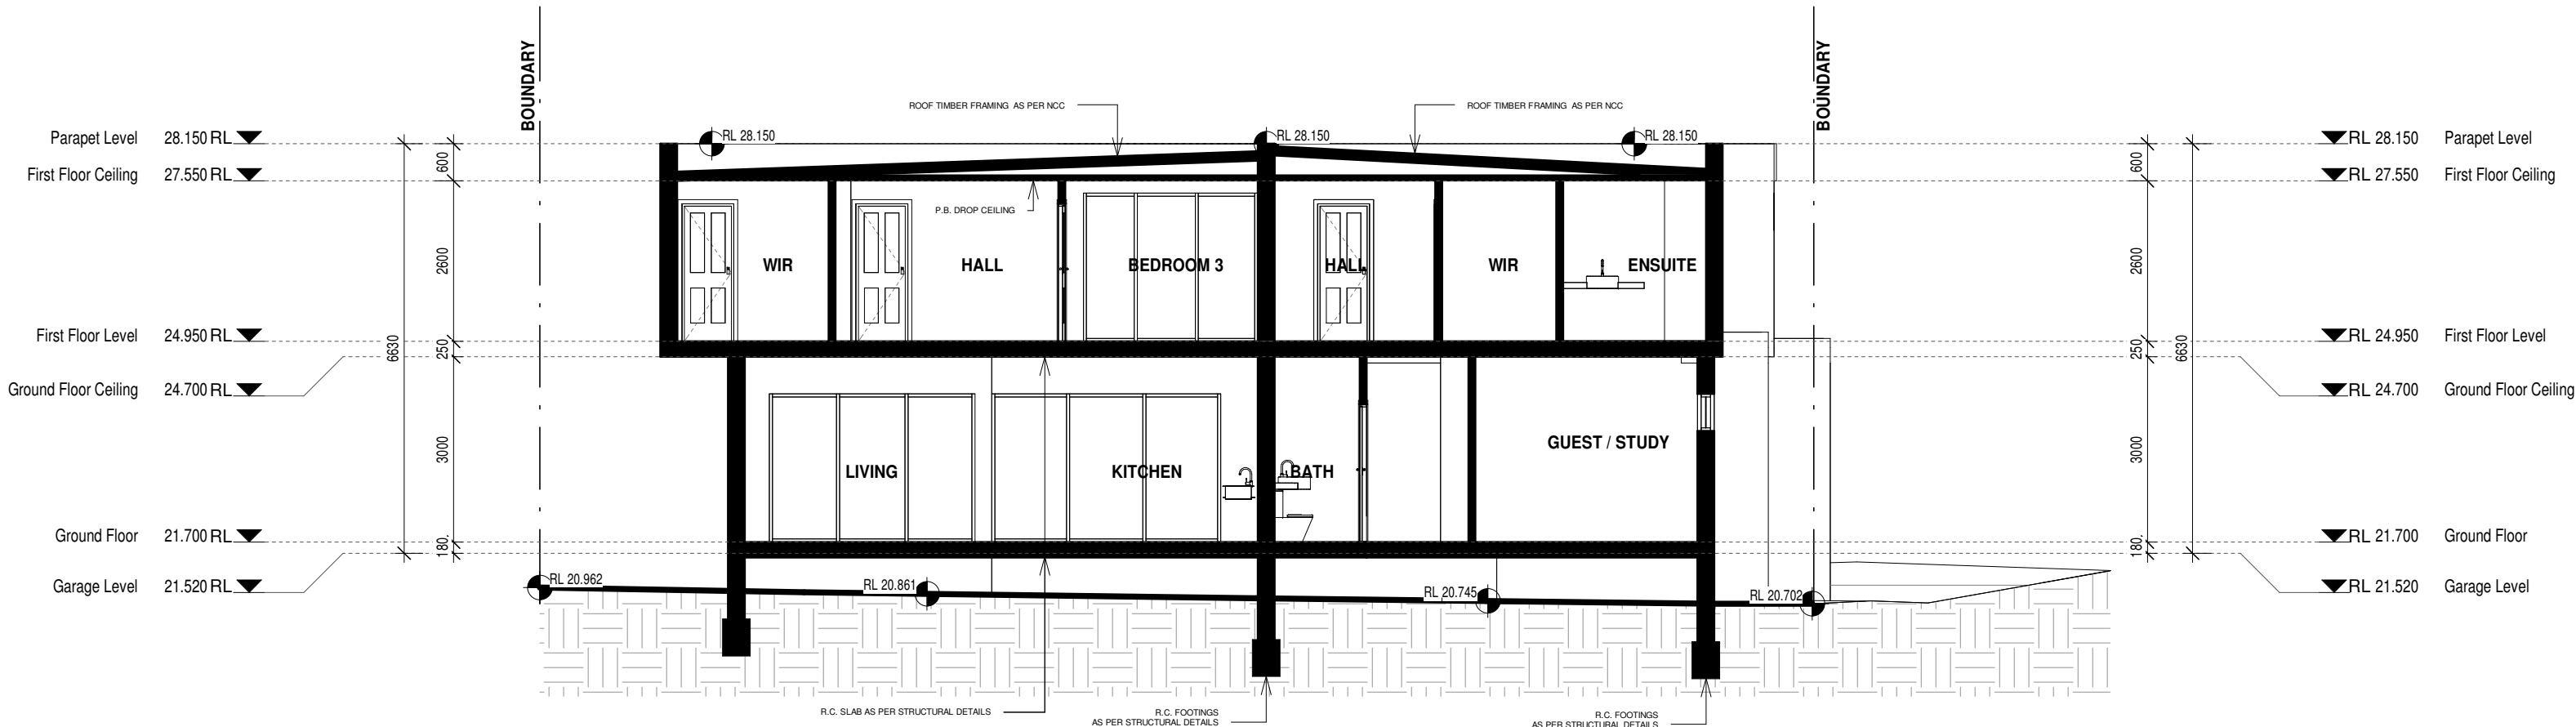 BOUNDARY
BOUNDARY
ROOF TIMBER FRAMING AS PER NCC
ROOF TIMBER FRAMING AS PER NCC
Parapet Level 28.150 RL
RL 28.150
RL 28.150
RL 28.150
RL 28.150 Parapet Level
600
600
First Floor Ceiling 27.550 RL
RL 27.550 First Floor Ceiling
P.B. DROP CEILING
2600
WIR
HALL
BEDROOM 3
HALL
WIR
ENSUITE
2600
First Floor Level 24.950 RL
RL 24.950 First Floor Level
6630
250
250
6630
Ground Floor Ceiling 24.700 RL
RL 24.700 Ground Floor Ceiling
3000
LIVING
KITCHEN
BATH
GUEST / STUDY
3000
Ground Floor 21.700 RL
RL 21.700 Ground Floor
180
180
Garage Level 21.520 RL
RL 20.962
RL 20.861
RL 20.745
RL 20.702
RL 21.520 Garage Level
R.C. SLAB AS PER STRUCTURAL DETAILS
R.C. FOOTINGS
AS PER STRUCTURAL DETAILS
R.C. FOOTINGS
AS PER STRUCTURAL DETAILS